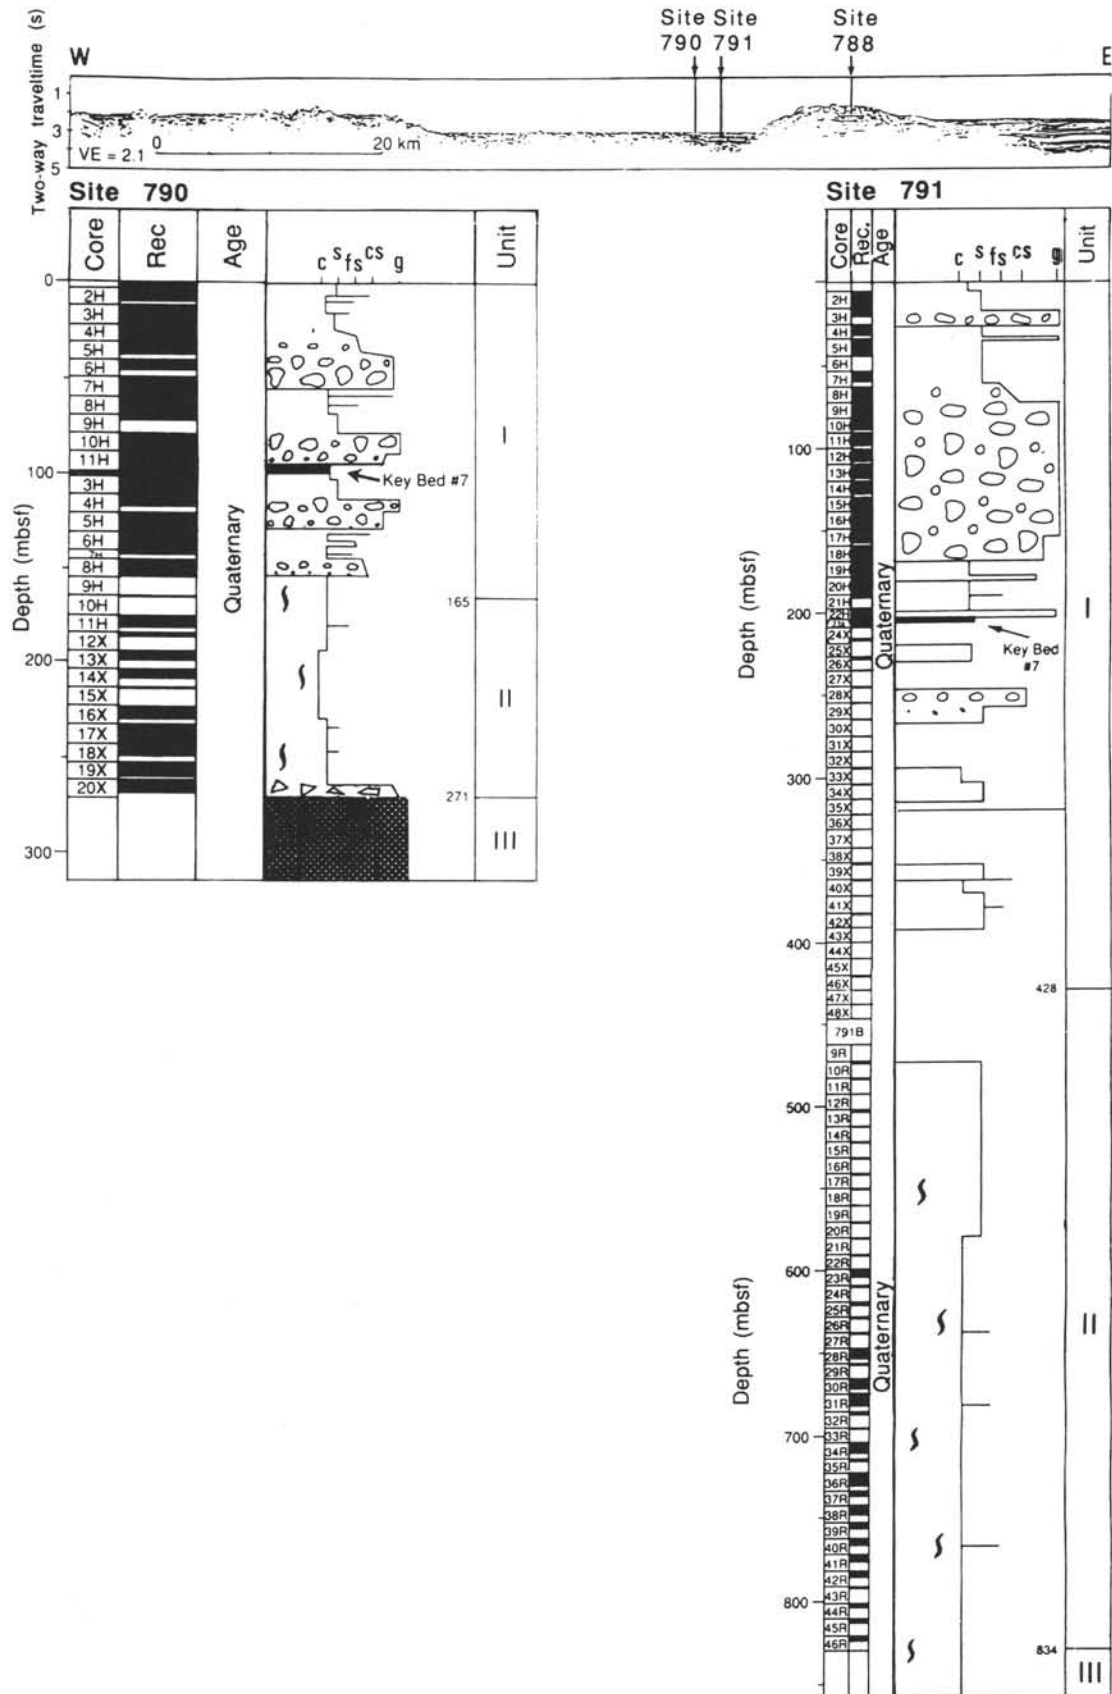 Two-way traveltime (s)
W
E
Site 790
Site 791
Site 788
1
3
5
VE = 2.1
0
20 km
Site 790
Core
Rec
Age
c s fs cs g
Unit
Depth (mbsf)
0
100
200
300
2H
3H
4H
5H
6H
7H
8H
9H
10H
11H
3H
4H
5H
6H
7H
8H
9H
10H
11H
12X
13X
14X
15X
16X
17X
18X
19X
20X
Quaternary
Key Bed #7
I
165
II
271
III
Site 791
Core
Rec.
Age
c s fs cs g
Unit
Depth (mbsf)
100
200
300
400
2H
3H
4H
5H
6H
7H
8H
9H
10H
11H
12H
13H
14H
15H
16H
17H
18H
19H
20H
21H
22H
24X
25X
26X
27X
28X
29X
30X
31X
32X
33X
34X
35X
36X
37X
38X
39X
40X
41X
42X
43X
44X
45X
46X
47X
48X
791B
Quaternary
Key Bed
#7
I
428
Depth (mbsf)
500
600
700
800
9R
10R
11R
12R
13R
14R
15R
16R
17R
18R
19R
20R
21R
22R
23R
24R
25R
26R
27R
28R
29R
30R
31R
32R
33R
34R
35R
36R
37R
38R
39R
40R
41R
42R
43R
44R
45R
46R
Quaternary
II
834
III